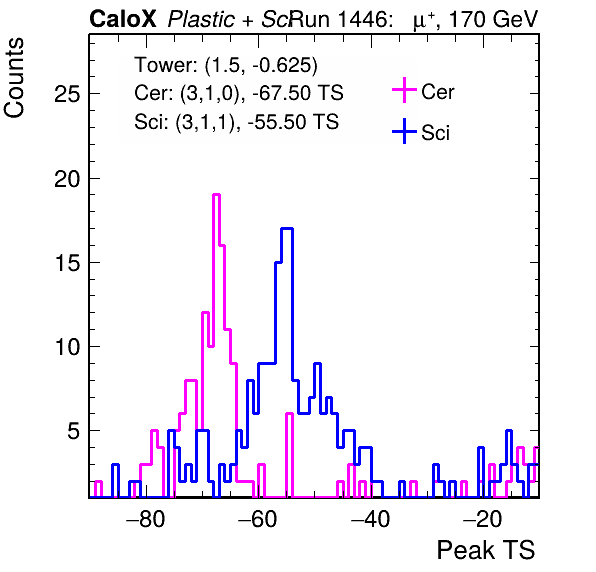 CaloX Plastic + Sci Run 1446: μ⁺, 170 GeV
Tower: (1.5, -0.625)
Cer: (3,1,0), -67.50 TS
Sci: (3,1,1), -55.50 TS
Cer
Sci
Counts
25
20
15
10
5
−80 −60 −40 −20
Peak TS